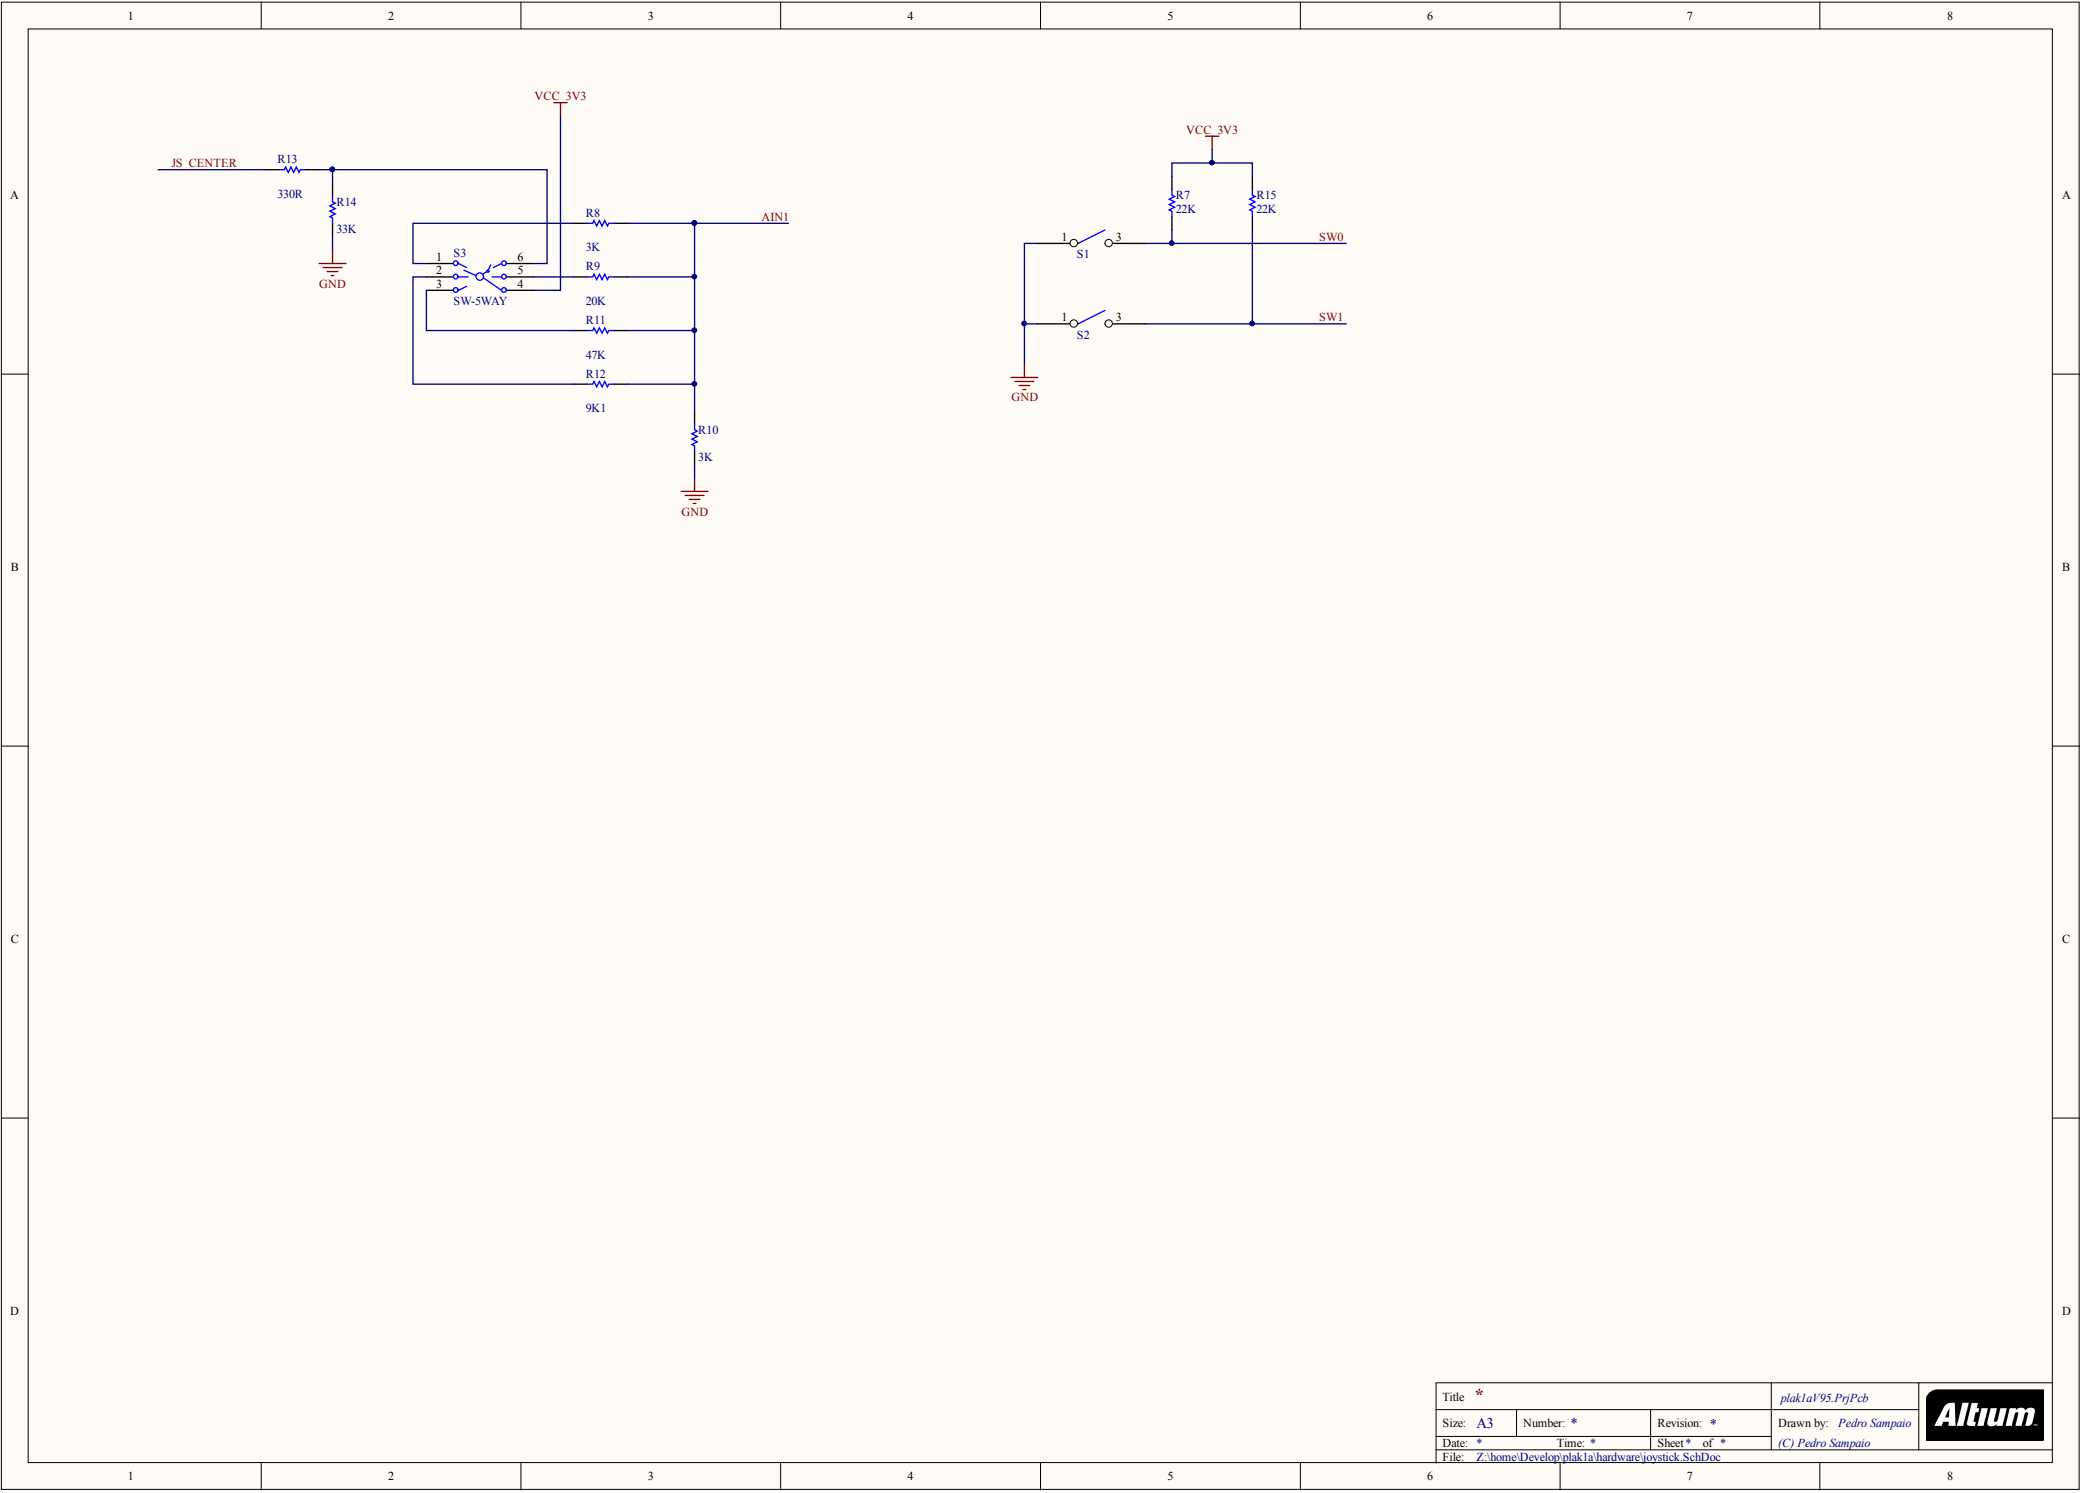 1 2 3 4 5 6 7 8
VCC_3V3
VCC_3V3
JS_CENTER
R13
330R
R14
33K
GND
A
A
R7
22K
R15
22K
R8
AIN1
3K
1 3
SW0
S1
S3
1
2
3
6
5
4
SW-5WAY
R9
20K
R11
47K
R12
9K1
1 3
SW1
S2
GND
R10
3K
GND
B
B
C
C
D
D
Title *
plak1aV95.PrjPcb
Altium
Size: A3 Number: * Revision: *
Drawn by: Pedro Sampaio
Date: * Time: * Sheet * of *
(C) Pedro Sampaio
File: Z:\home\Develop\plak1a\hardware\joystick.SchDoc
1 2 3 4 5 6 7 8